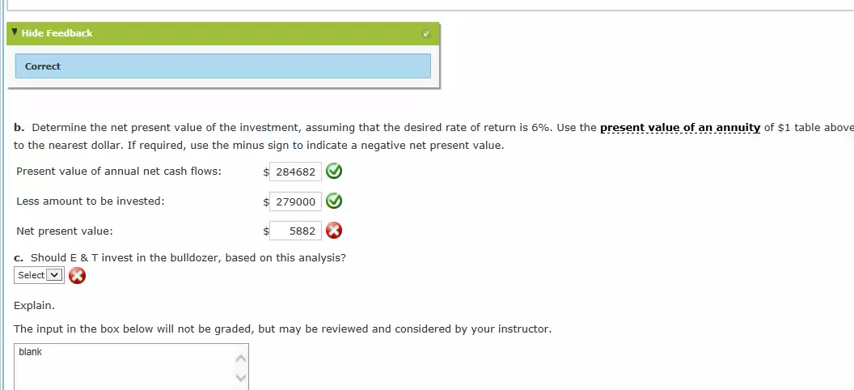 Hide Feedback
Correct
b. Determine the net present value of the investment, assuming that the desired rate of return is 6%. Use the present value of an annuity of $1 table above
to the nearest dollar. If required, use the minus sign to indicate a negative net present value.
Present value of annual net cash flows: $ 284682
Less amount to be invested: $ 279000
Net present value: $ 5882
c. Should E & T invest in the bulldozer, based on this analysis?
Select
Explain.
The input in the box below will not be graded, but may be reviewed and considered by your instructor.
blank